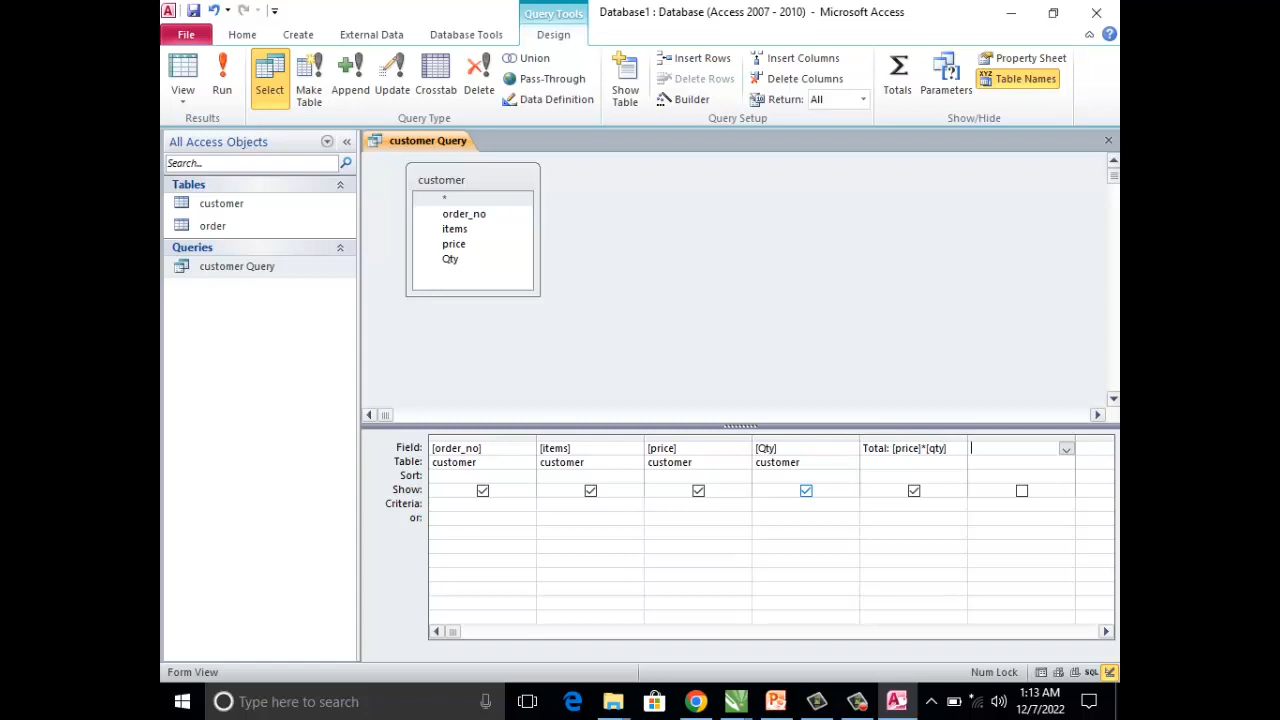 Query Tools
Database1 : Database (Access 2007 - 2010) - Microsoft Access
File Home Create External Data Database Tools Design
View
Run
Results
Select
Make Table
Append
Update
Crosstab
Delete
Union
Pass-Through
Data Definition
Query Type
Show Table
Insert Rows
Delete Rows
Builder
Insert Columns
Delete Columns
Return: All
Query Setup
Totals
Parameters
Property Sheet
XYZ Table Names
Show/Hide
All Access Objects
Search...
Tables
customer
order
Queries
customer Query
customer Query
customer
*
order_no
items
price
Qty
Field: [order_no] [items] [price] [Qty] Total: [price]*[qty]
Table: customer customer customer customer
Sort:
Show:
Criteria:
or:
Form View
Num Lock
SQL
Type here to search
1:13 AM
12/7/2022